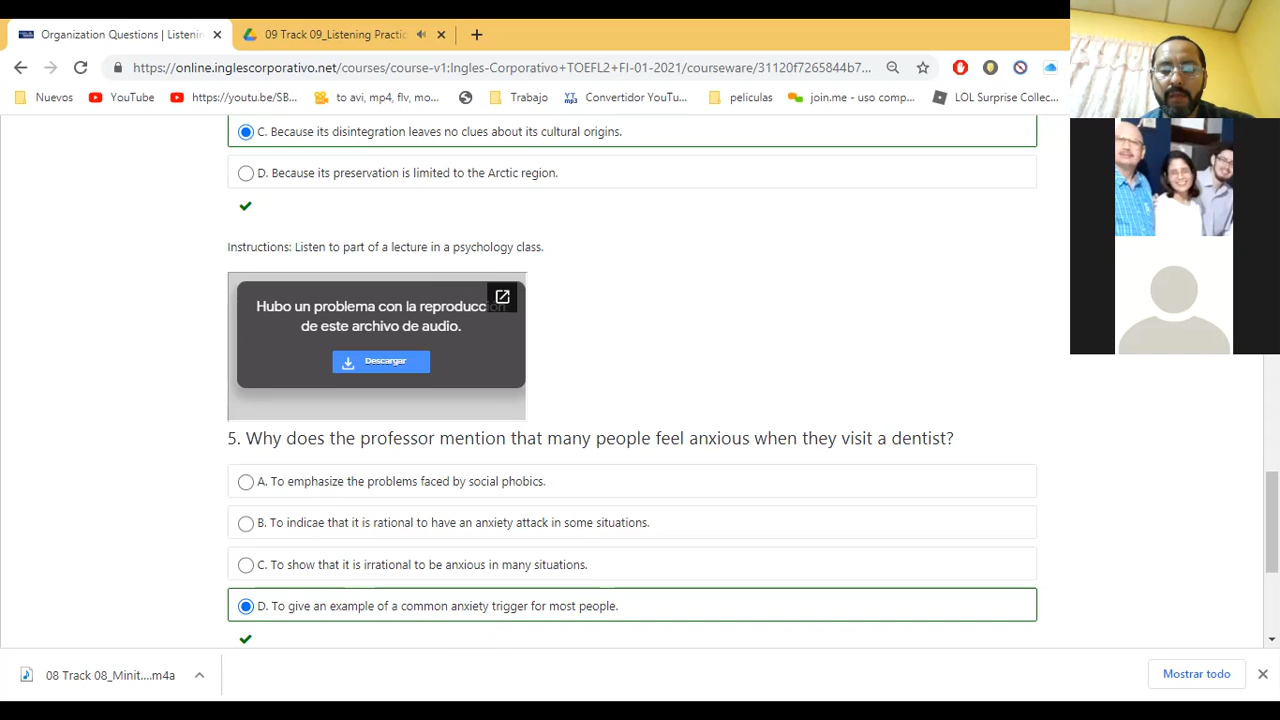 Organization Questions | Listenin
09 Track 09_Listening Practic
https://online.inglescorporativo.net/courses/course-v1:Ingles-Corporativo+TOEFL2+FI-01-2021/courseware/31120f7265844b7...
Nuevos
YouTube
https://youtu.be/SB...
to avi, mp4, flv, mo...
Trabajo
Convertidor YouTu...
peliculas
join.me - uso comp...
LOL Surprise Collec...
C. Because its disintegration leaves no clues about its cultural origins.
D. Because its preservation is limited to the Arctic region.
Instructions: Listen to part of a lecture in a psychology class.
Hubo un problema con la reproducción
de este archivo de audio.
Descargar
5. Why does the professor mention that many people feel anxious when they visit a dentist?
A. To emphasize the problems faced by social phobics.
B. To indicae that it is rational to have an anxiety attack in some situations.
C. To show that it is irrational to be anxious in many situations.
D. To give an example of a common anxiety trigger for most people.
08 Track 08_Minit....m4a
Mostrar todo